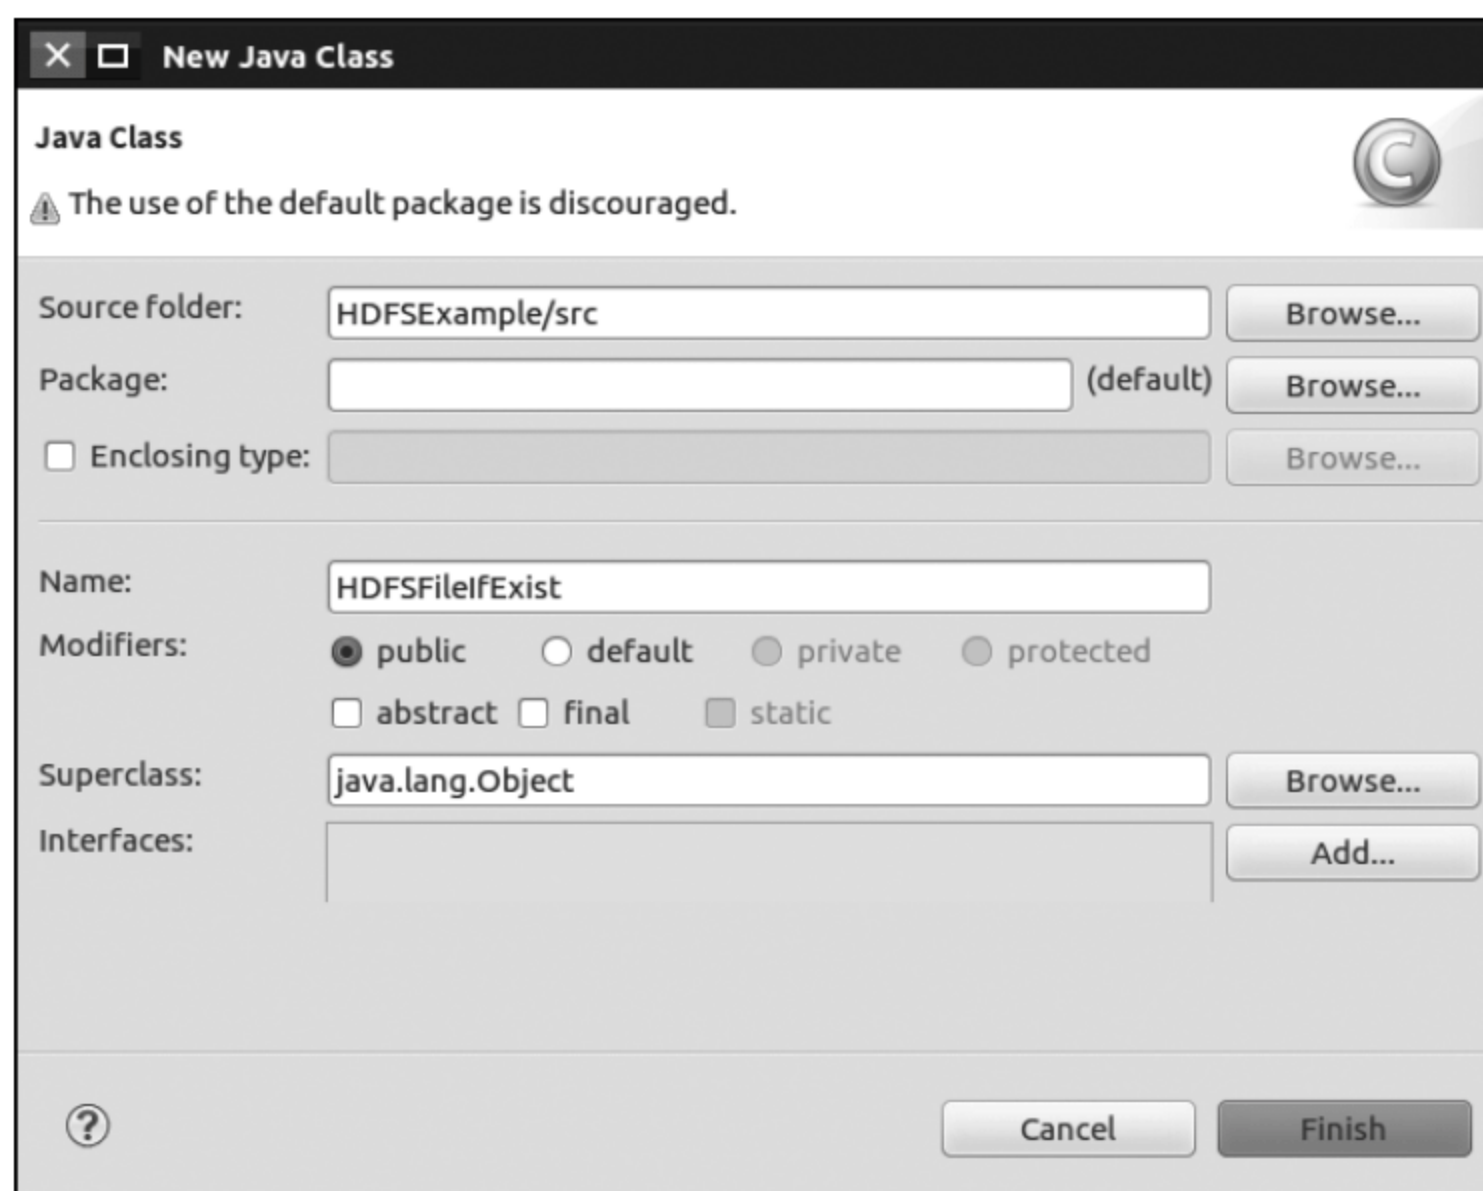 New Java Class
Java Class
The use of the default package is discouraged.
Source folder: HDFSExample/src Browse...
Package: (default) Browse...
Enclosing type: Browse...
Name: HDFSFileIfExist
Modifiers: public default private protected
abstract final static
Superclass: java.lang.Object Browse...
Interfaces: Add...
? Cancel Finish